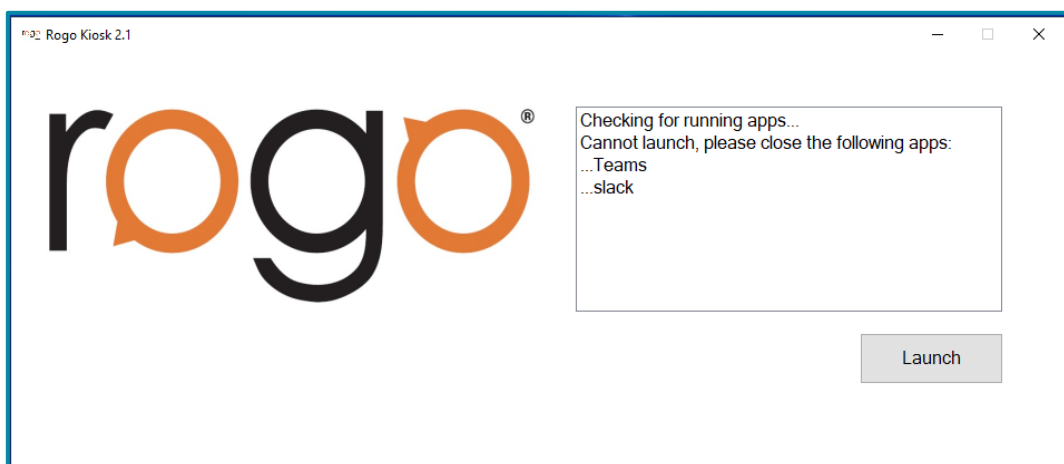 Rogo Kiosk 2.1
rogo®
Checking for running apps...
Cannot launch, please close the following apps:
...Teams
...slack
Launch